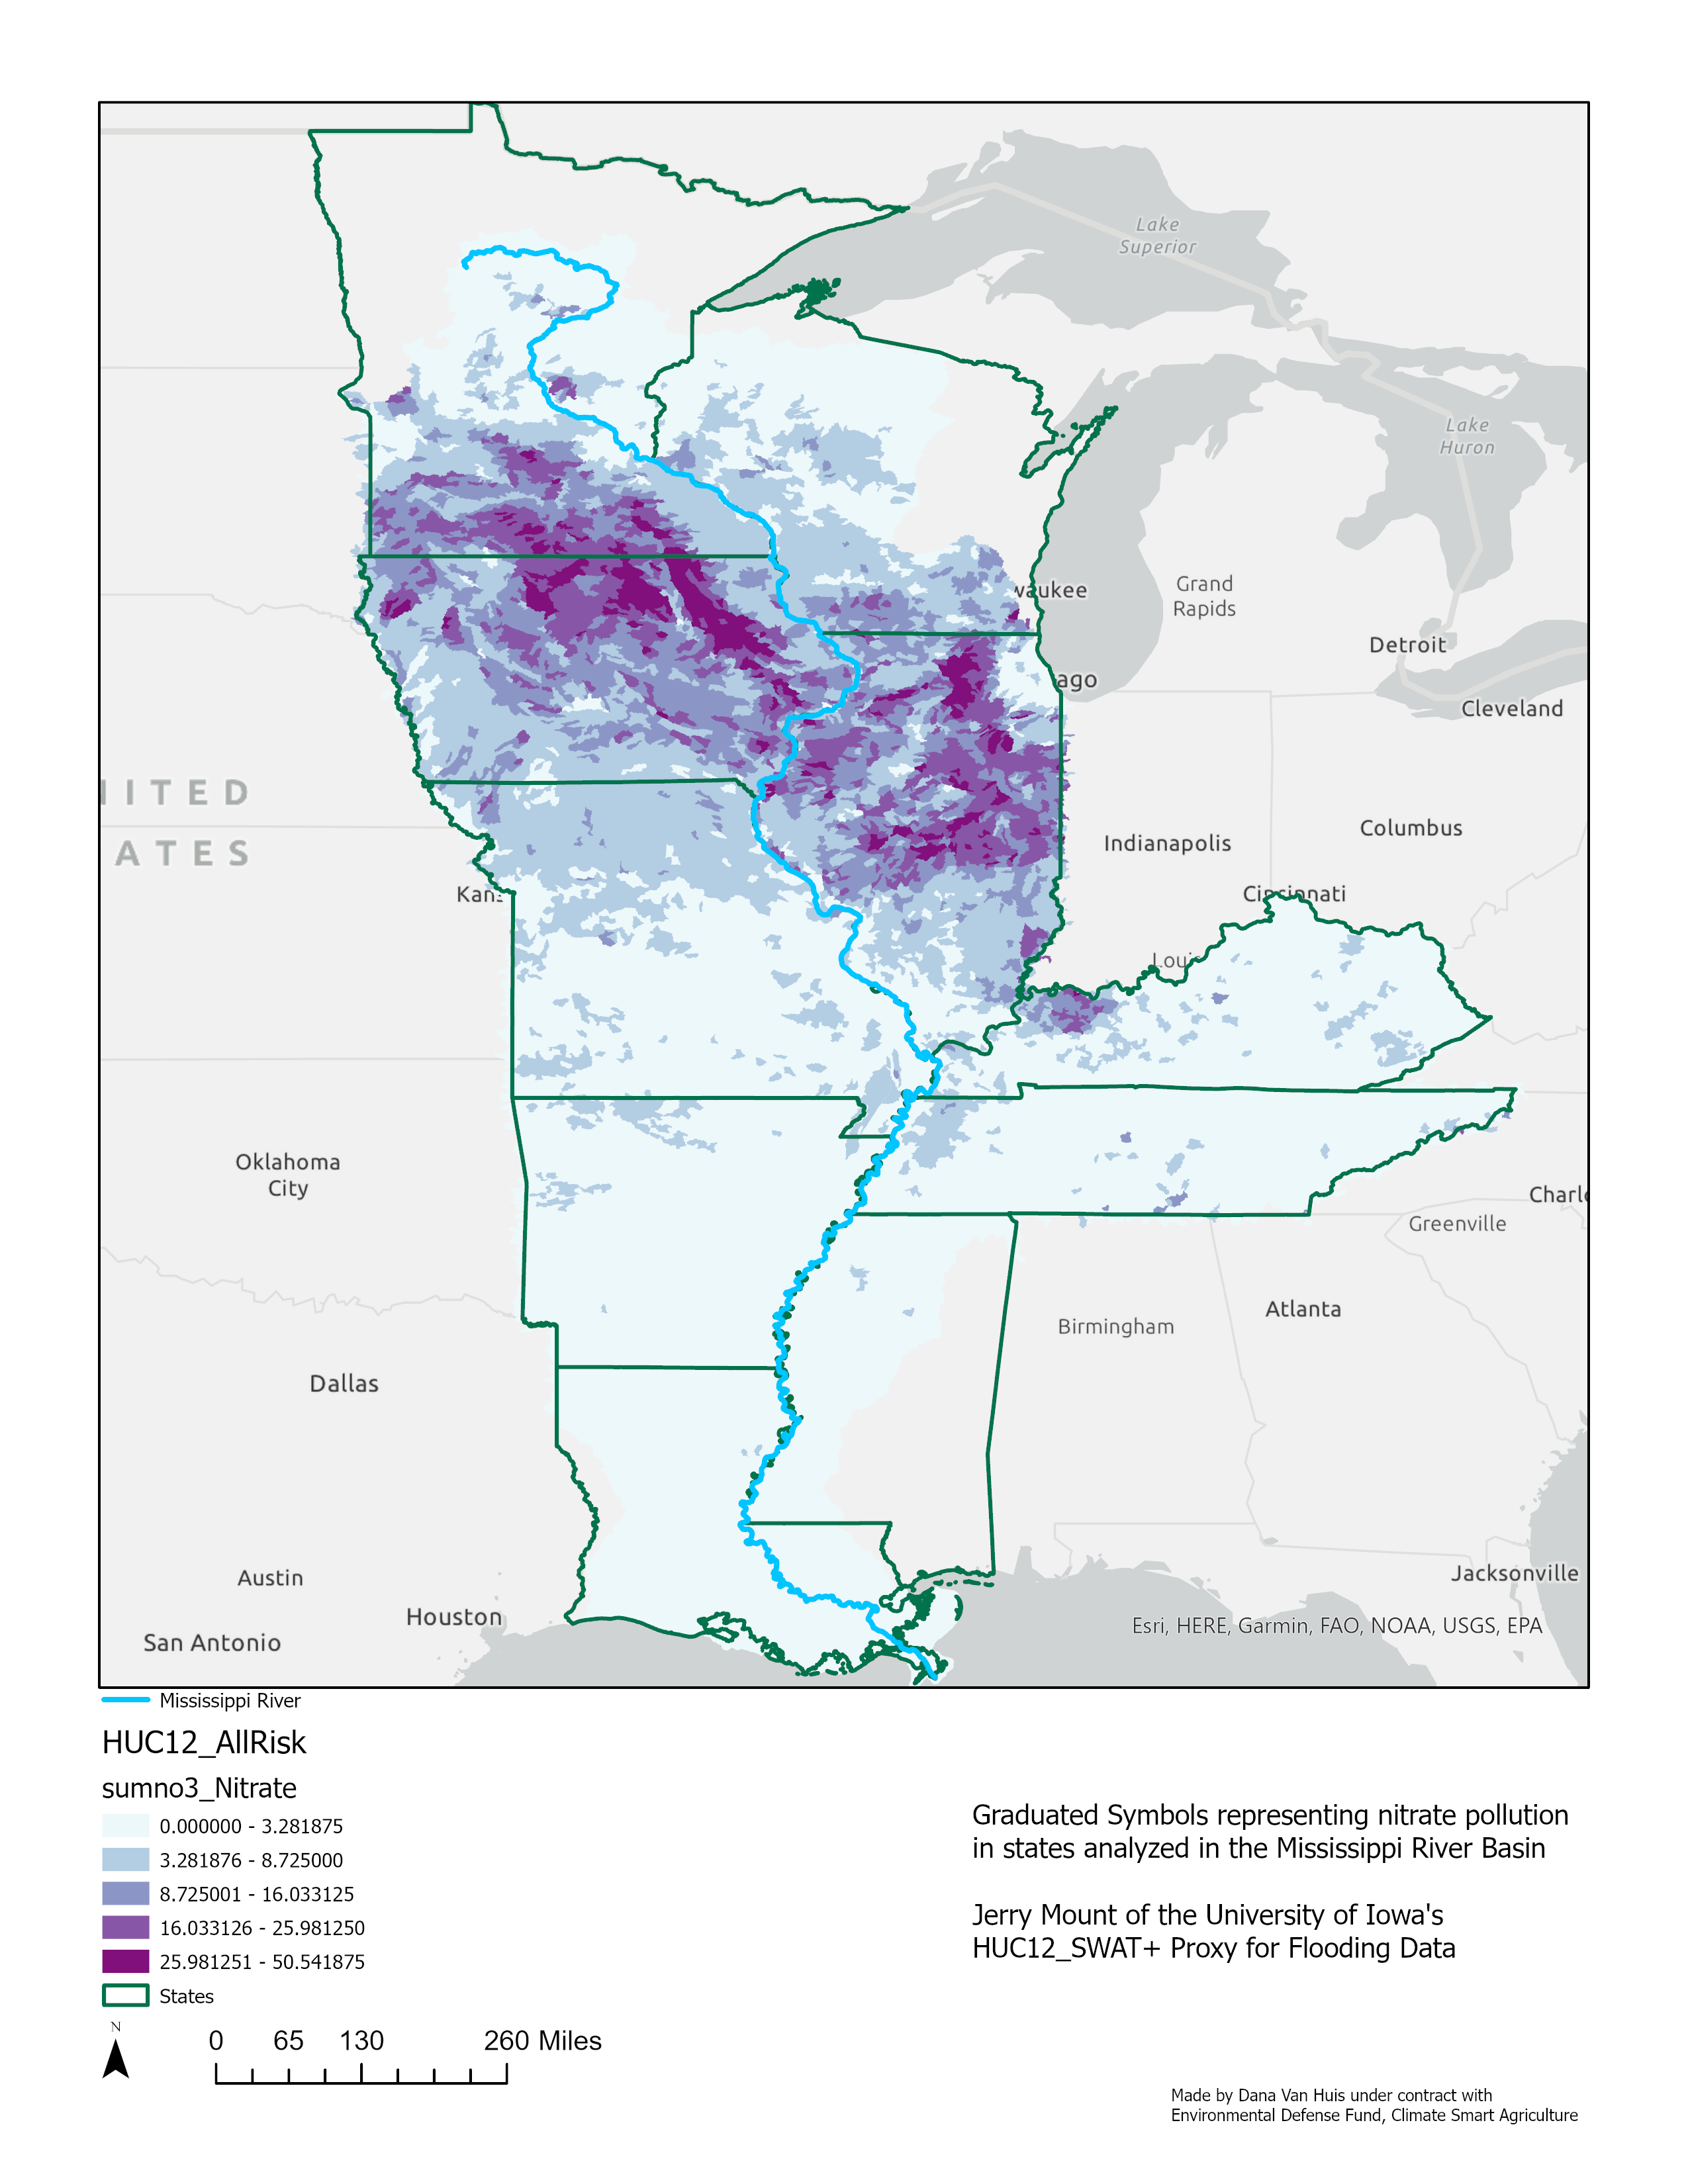 Lake
Superior
Lake
Huron
waukee
Grand
Rapids
Detroit
ago
Cleveland
NITED
ATES
Columbus
Indianapolis
Kans
Cincinnati
Louis
Oklahoma
City
Charlo
Greenville
Atlanta
Birmingham
Dallas
Austin
Jacksonville
Houston
San Antonio
Esri, HERE, Garmin, FAO, NOAA, USGS, EPA
Mississippi River
HUC12_AllRisk
sumno3_Nitrate
0.000000 - 3.281875
3.281876 - 8.725000
8.725001 - 16.033125
16.033126 - 25.981250
25.981251 - 50.541875
States
N
0 65 130 260 Miles
Graduated Symbols representing nitrate pollution
in states analyzed in the Mississippi River Basin
Jerry Mount of the University of Iowa's
HUC12_SWAT+ Proxy for Flooding Data
Made by Dana Van Huis under contract with
Environmental Defense Fund, Climate Smart Agriculture